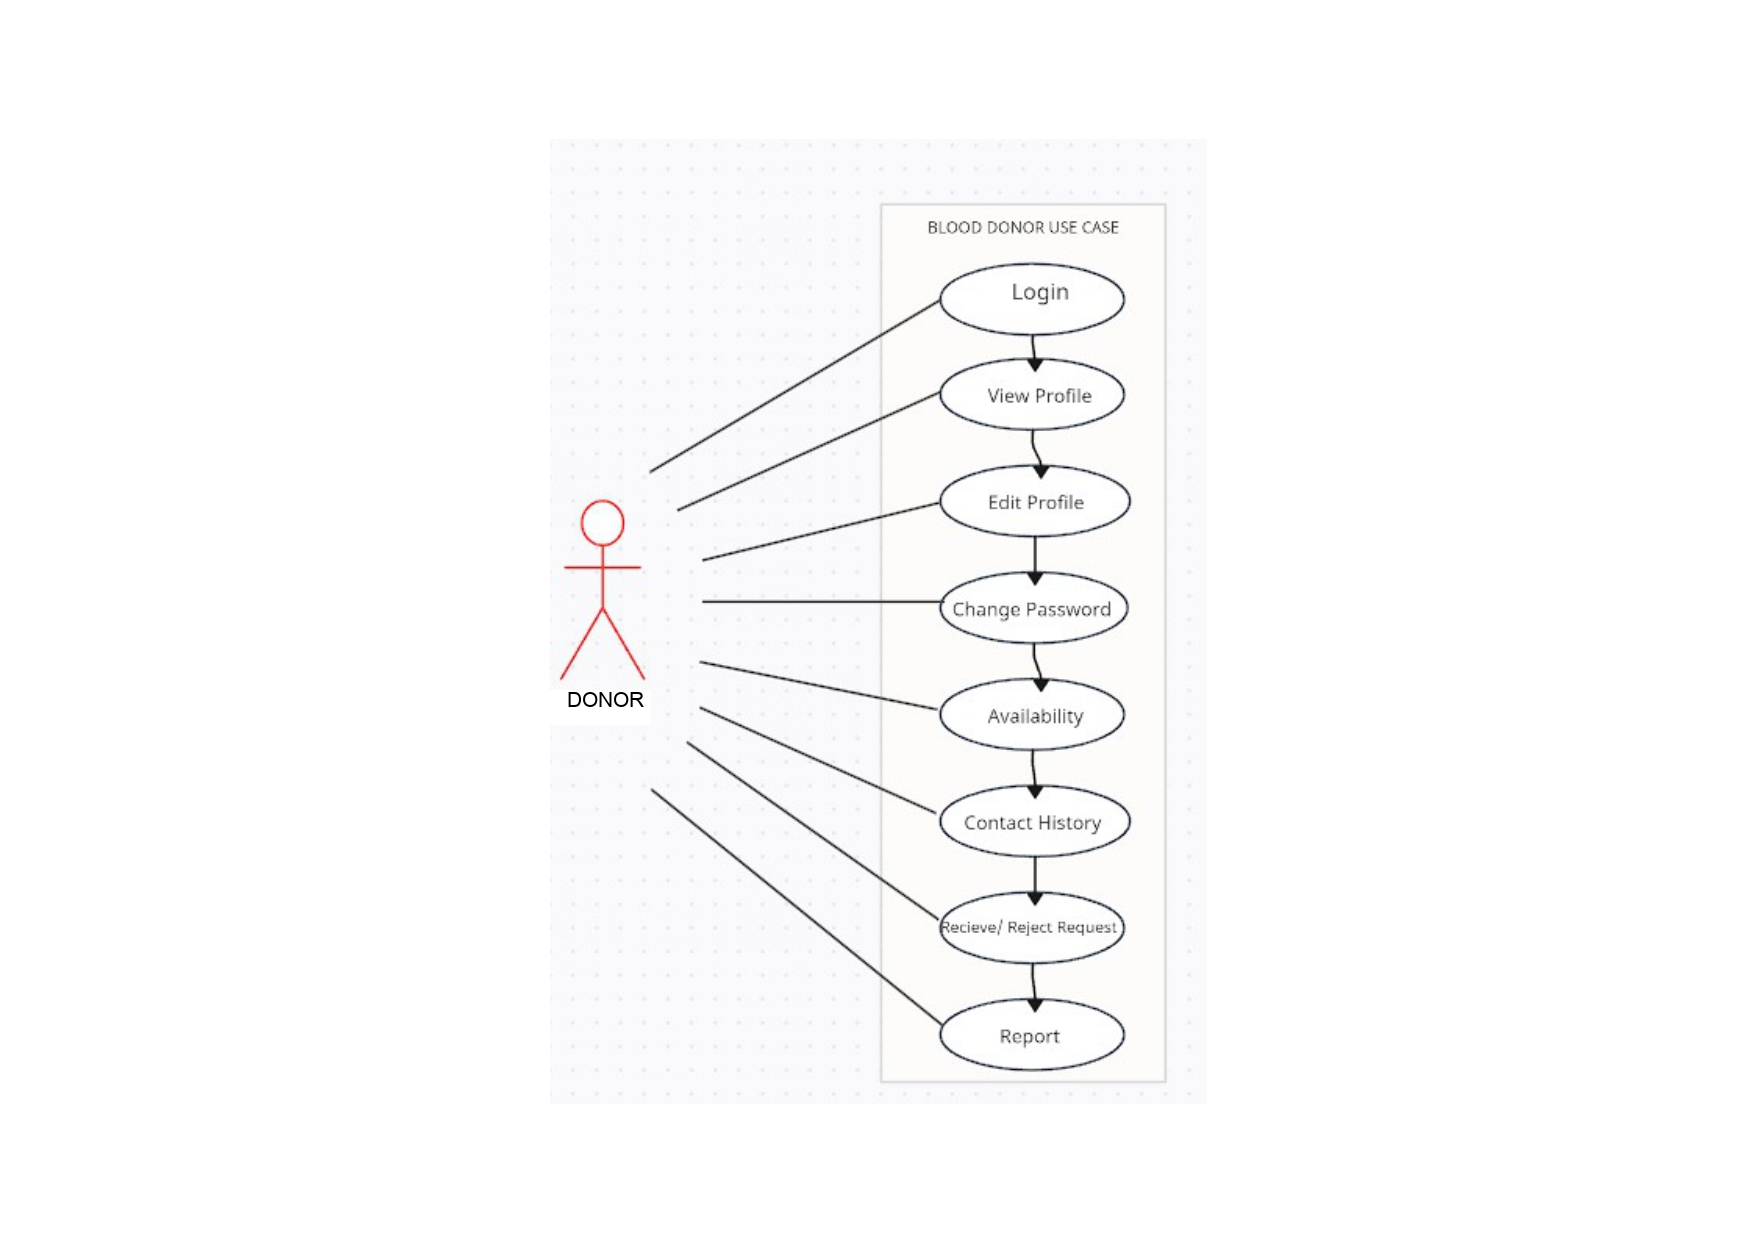 BLOOD DONOR USE CASE
Login
View Profile
Edit Profile
Change Password
Availability
Contact History
Recieve/ Reject Request
Report
DONOR